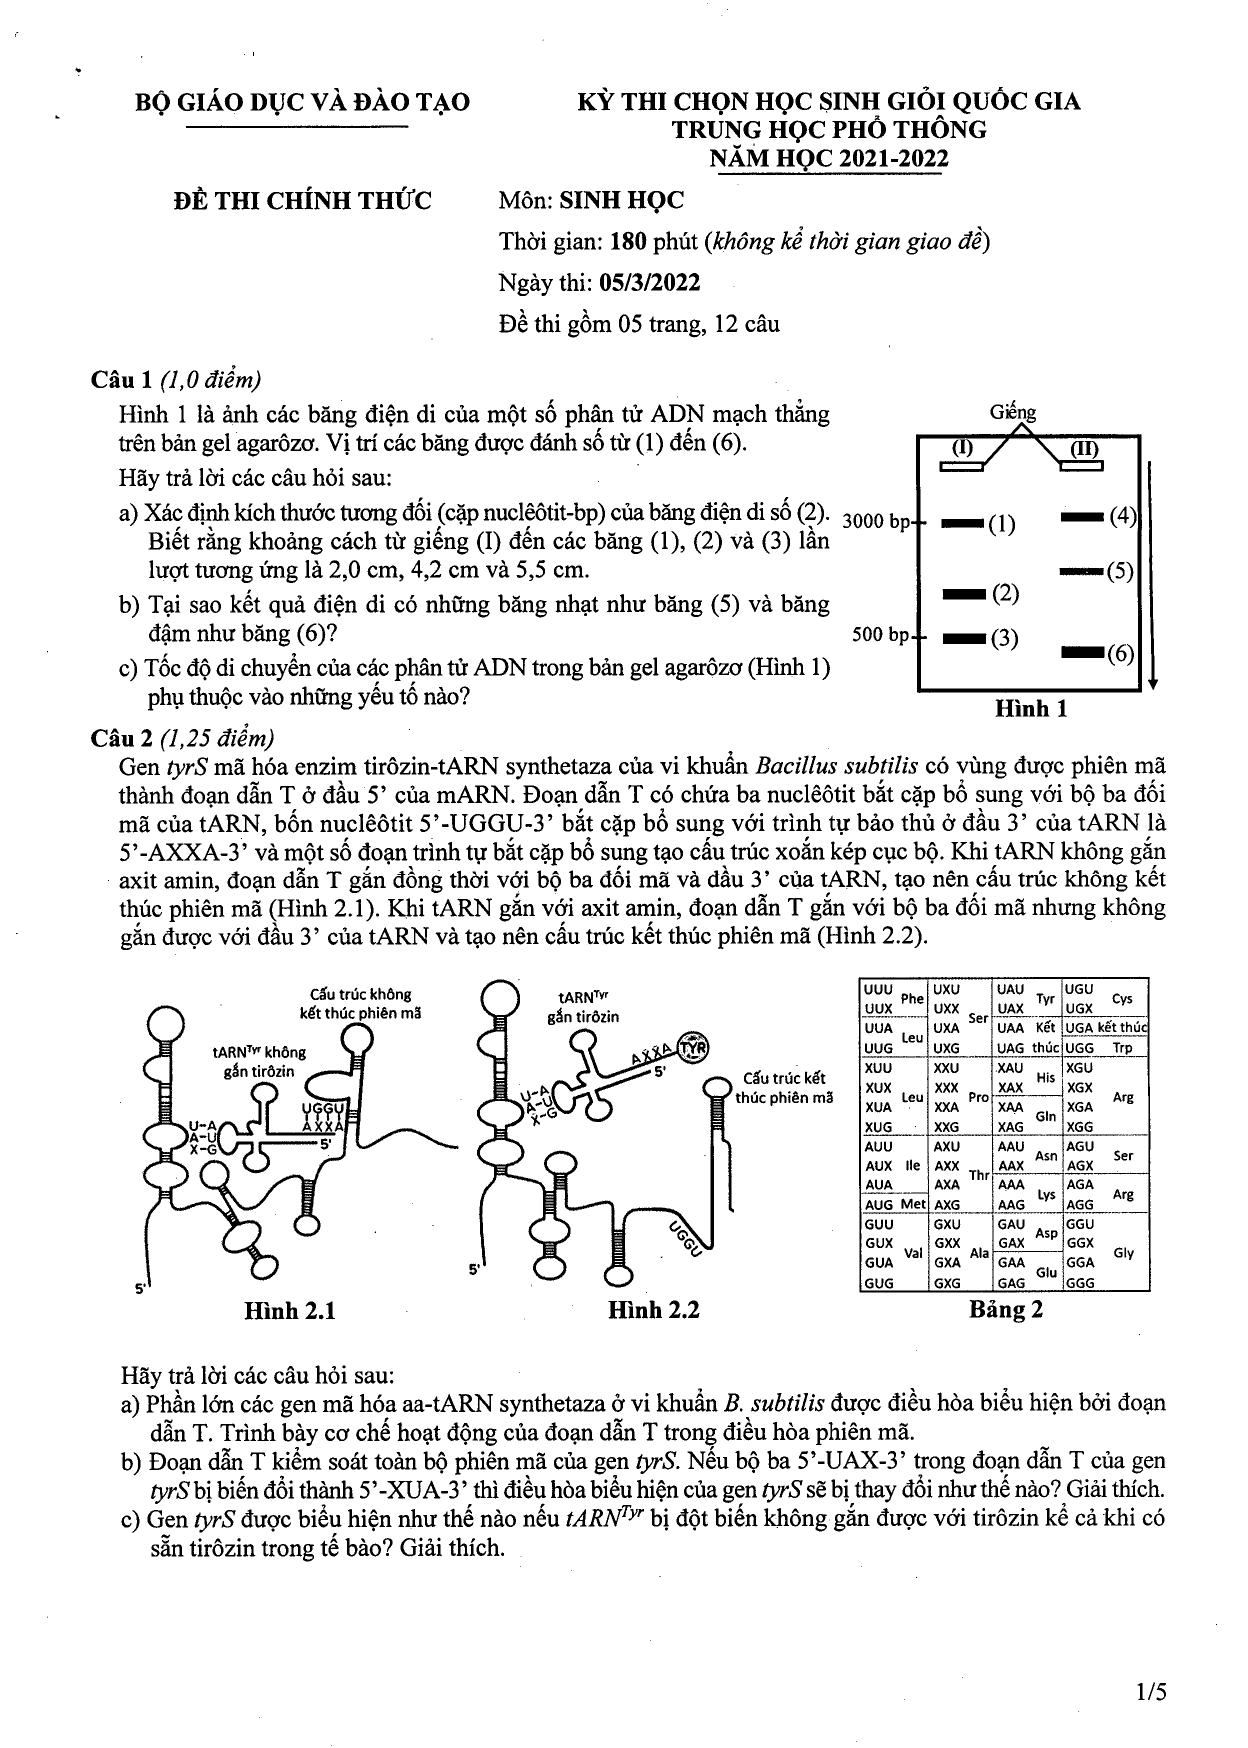 BỘ GIÁO DỤC VÀ ĐÀO TẠO
KỲ THI CHỌN HỌC SINH GIỎI QUỐC GIA
TRUNG HỌC PHỔ THÔNG
NĂM HỌC 2021-2022
ĐỀ THI CHÍNH THỨC
Môn: SINH HỌC
Thời gian: 180 phút (không kể thời gian giao đề)
Ngày thi: 05/3/2022
Đề thi gồm 05 trang, 12 câu
Câu 1 (1,0 điểm)
Hình 1 là ảnh các băng điện di của một số phân tử ADN mạch thẳng
trên bản gel agarôzơ. Vị trí các băng được đánh số từ (1) đến (6).
Hãy trả lời các câu hỏi sau:
a) Xác định kích thước tương đối (cặp nuclêôtit-bp) của băng điện di số (2).
Biết rằng khoảng cách từ giếng (I) đến các băng (1), (2) và (3) lần
lượt tương ứng là 2,0 cm, 4,2 cm và 5,5 cm.
b) Tại sao kết quả điện di có những băng nhạt như băng (5) và băng
đậm như băng (6)?
c) Tốc độ di chuyển của các phân tử ADN trong bản gel agarôzơ (Hình 1)
phụ thuộc vào những yếu tố nào?
Giếng
(I)
(II)
3000 bp
(1)
(4)
(5)
(2)
500 bp
(3)
(6)
Hình 1
Câu 2 (1,25 điểm)
Gen tyrS mã hóa enzim tirôzin-tARN synthetaza của vi khuẩn Bacillus subtilis có vùng được phiên mã
thành đoạn dẫn T ở đầu 5' của mARN. Đoạn dẫn T có chứa ba nuclêôtit bắt cặp bổ sung với bộ ba đối
mã của tARN, bốn nuclêôtit 5'-UGGU-3' bắt cặp bổ sung với trình tự bảo thủ ở đầu 3' của tARN là
5'-AXXA-3' và một số đoạn trình tự bắt cặp bổ sung tạo cấu trúc xoắn kép cục bộ. Khi tARN không gắn
axit amin, đoạn dẫn T gắn đồng thời với bộ ba đối mã và đầu 3' của tARN, tạo nên cấu trúc không kết
thúc phiên mã (Hình 2.1). Khi tARN gắn với axit amin, đoạn dẫn T gắn với bộ ba đối mã nhưng không
gắn được với đầu 3' của tARN và tạo nên cấu trúc kết thúc phiên mã (Hình 2.2).
Cấu trúc không
kết thúc phiên mã
tARNTyr không
gắn tirôzin
UGGU
AXXA
U-A
A-U
X-G
5'
5'
Hình 2.1
tARNTyr
gắn tirôzin
AXXA
TYR
5'
U-A
A-U
X-G
Cấu trúc kết
thúc phiên mã
UGGU
5'
Hình 2.2
UUU UUX Phe UXU UXX UXA UXG Ser UAU UAX Tyr UGU UGX Cys
UUA UUG Leu UAA UAG Kết thúc UGA kết thúc UGG Trp
XUU XUX XUA XUG Leu XXU XXX XXA XXG Pro XAU XAX His XAA XAG Gln XGU XGX XGA XGG Arg
AUU AUX AUA Ile AUG Met AXU AXX AXA AXG Thr AAU AAX Asn AAA AAG Lys AGU AGX Ser AGA AGG Arg
GUU GUX GUA GUG Val GXU GXX GXA GXG Ala GAU GAX Asp GAA GAG Glu GGU GGX GGA GGG Gly
Bảng 2
Hãy trả lời các câu hỏi sau:
a) Phần lớn các gen mã hóa aa-tARN synthetaza ở vi khuẩn B. subtilis được điều hòa biểu hiện bởi đoạn
dẫn T. Trình bày cơ chế hoạt động của đoạn dẫn T trong điều hòa phiên mã.
b) Đoạn dẫn T kiểm soát toàn bộ phiên mã của gen tyrS. Nếu bộ ba 5'-UAX-3' trong đoạn dẫn T của gen
tyrS bị biến đổi thành 5'-XUA-3' thì điều hòa biểu hiện của gen tyrS sẽ bị thay đổi như thế nào? Giải thích.
c) Gen tyrS được biểu hiện như thế nào nếu tARNTyr bị đột biến không gắn được với tirôzin kể cả khi có
sẵn tirôzin trong tế bào? Giải thích.
1/5